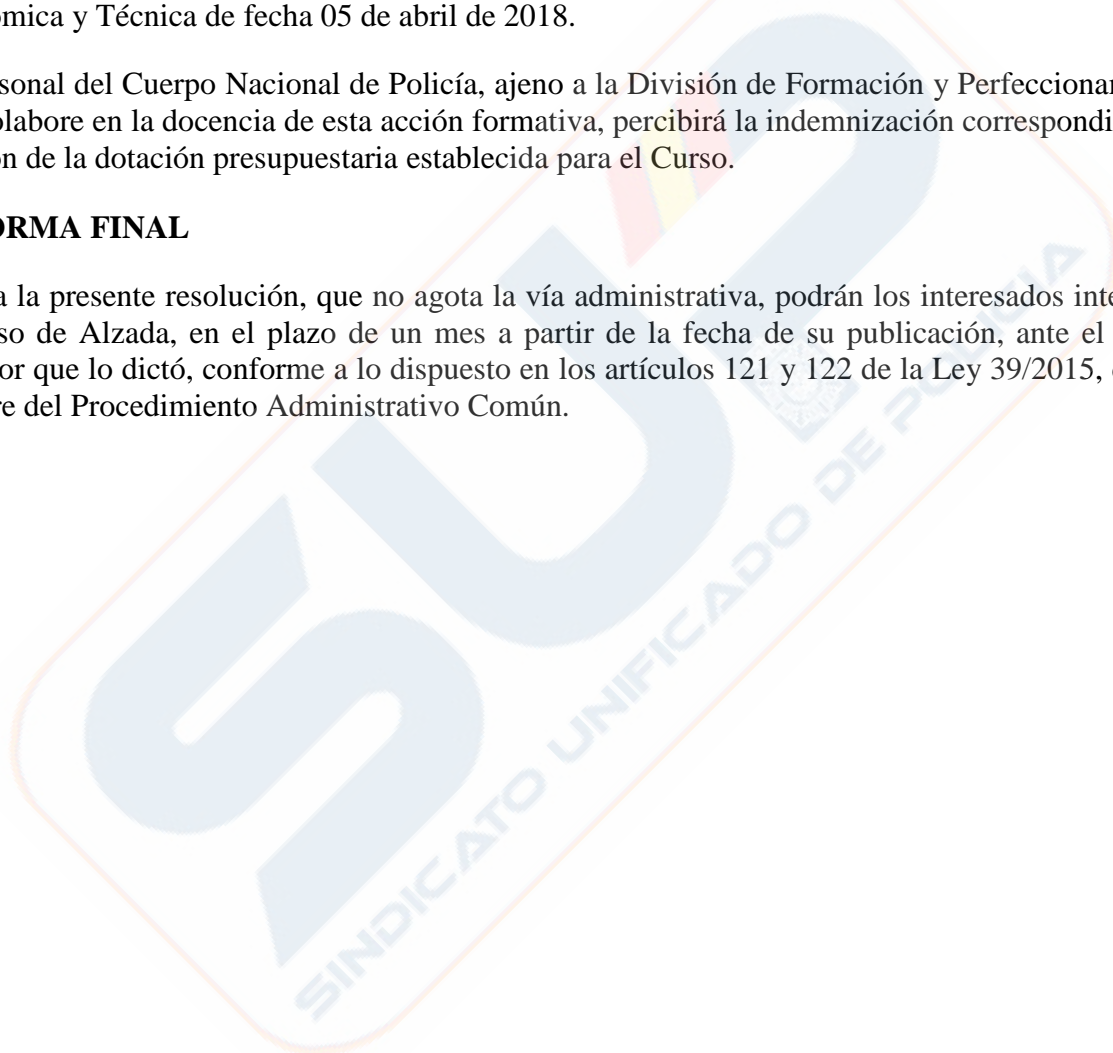 ómica y Técnica de fecha 05 de abril de 2018.
sonal del Cuerpo Nacional de Policía, ajeno a la División de Formación y Perfeccionar
olabore en la docencia de esta acción formativa, percibirá la indemnización correspondi
ón de la dotación presupuestaria establecida para el Curso.
ORMA FINAL
a la presente resolución, que no agota la vía administrativa, podrán los interesados inte
so de Alzada, en el plazo de un mes a partir de la fecha de su publicación, ante el
or que lo dictó, conforme a lo dispuesto en los artículos 121 y 122 de la Ley 39/2015,
re del Procedimiento Administrativo Común.
SUP
SINDICATO UNIFICADO DE POLICIA